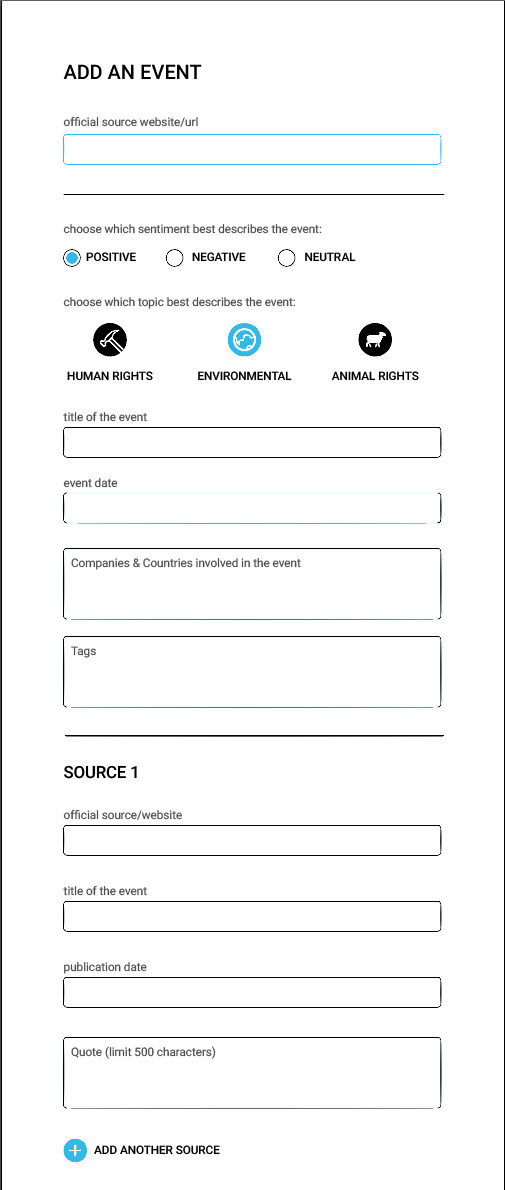 ADD AN EVENT
official source website/url
choose which sentiment best describes the event:
POSITIVE NEGATIVE NEUTRAL
choose which topic best describes the event:
HUMAN RIGHTS ENVIRONMENTAL ANIMAL RIGHTS
title of the event
event date
Companies & Countries involved in the event
Tags
SOURCE 1
official source/website
title of the event
publication date
Quote (limit 500 characters)
ADD ANOTHER SOURCE